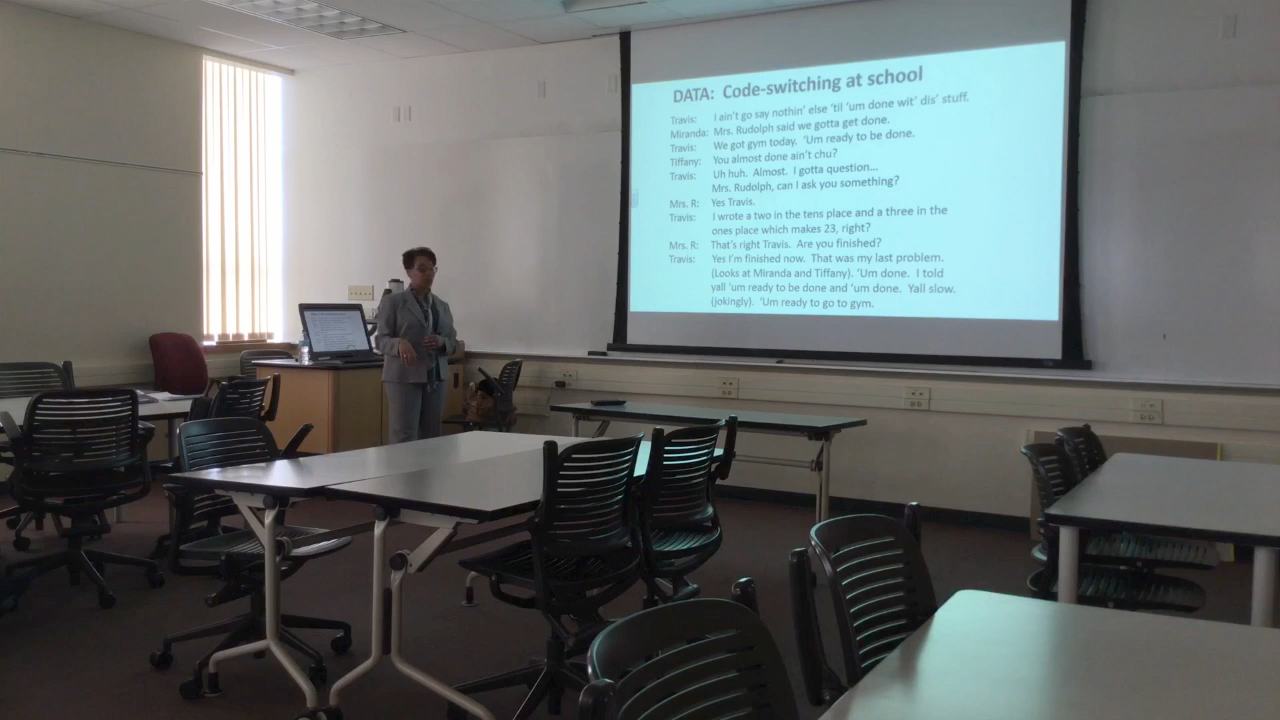 DATA: Code-switching at school
Travis: I ain't go say nothin' else 'til 'um done wit' dis' stuff.
Miranda: Mrs. Rudolph said we gotta get done.
Travis: We got gym today. 'Um ready to be done.
Tiffany: You almost done ain't chu?
Travis: Uh huh. Almost. I gotta question...
Mrs. Rudolph, can I ask you something?
Mrs. R: Yes Travis.
Travis: I wrote a two in the tens place and a three in the
ones place which makes 23, right?
Mrs. R: That's right Travis. Are you finished?
Travis: Yes I'm finished now. That was my last problem.
(Looks at Miranda and Tiffany). 'Um done. I told
yall 'um ready to be done and 'um done. Yall slow.
(jokingly). 'Um ready to go to gym.